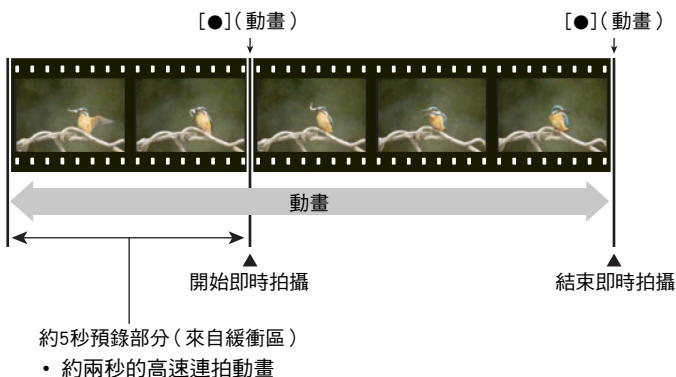 [●](動畫)
[●](動畫)
動畫
開始即時拍攝
結束即時拍攝
約5秒預錄部分(來自緩衝區)
• 約兩秒的高速連拍動畫